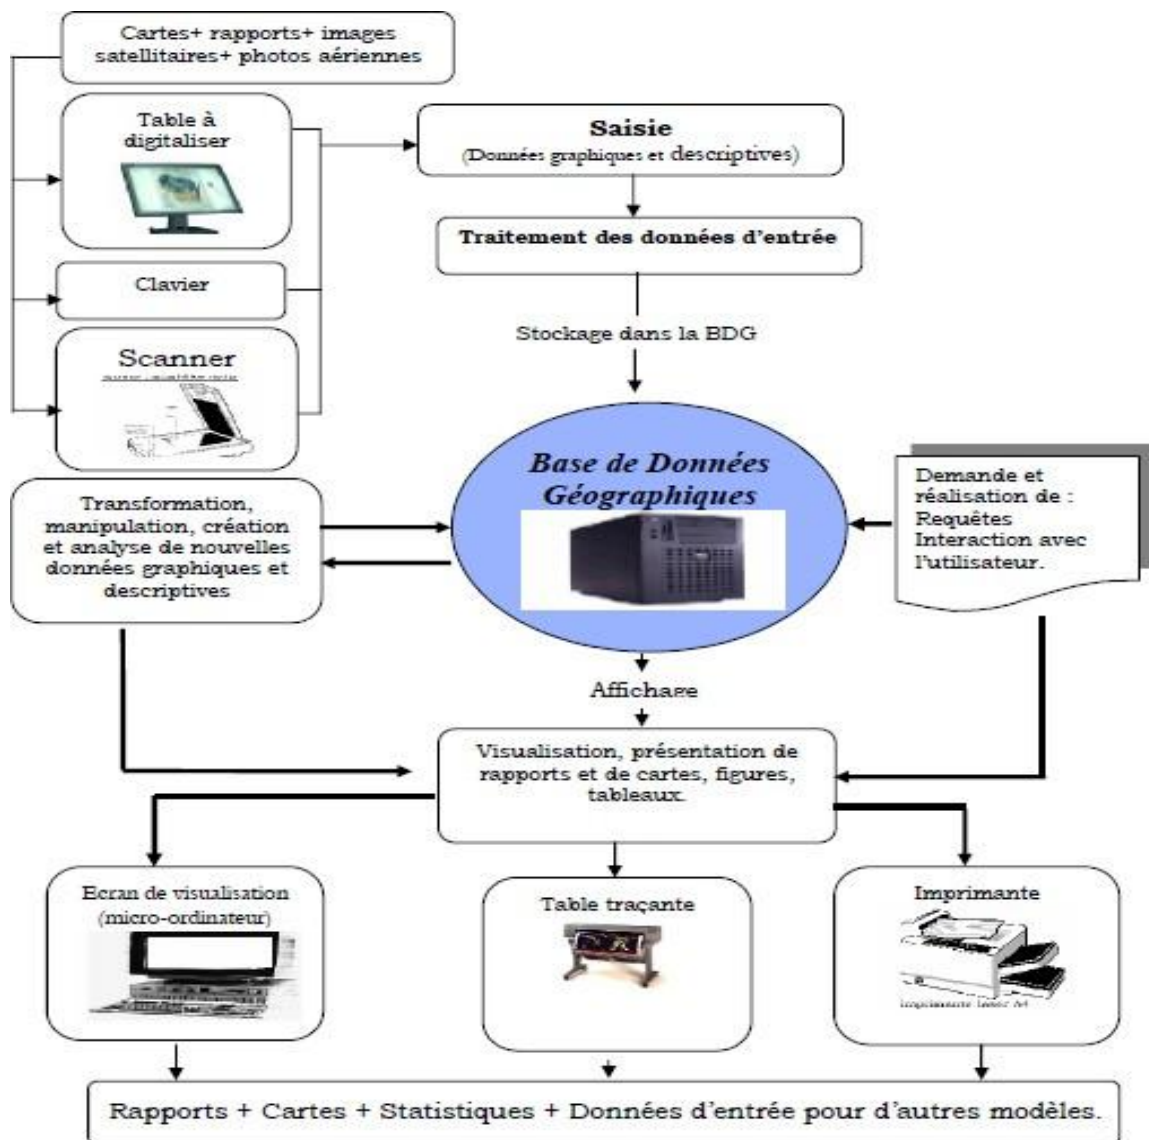 Cartes+ rapports+ images
satellitaires+ photos aériennes
Table à
digitaliser
Saisie
(Données graphiques et descriptives)
Traitement des données d'entrée
Clavier
Stockage dans la BDG
Scanner
Base de Données
Géographiques
Demande et
réalisation de :
Requêtes
Interaction avec
l'utilisateur.
Transformation,
manipulation, création
et analyse de nouvelles
données graphiques et
descriptives
Affichage
Visualisation, présentation de
rapports et de cartes, figures,
tableaux.
Ecran de visualisation
(micro-ordinateur)
Table traçante
Imprimante
imprimante laser A4
Rapports + Cartes + Statistiques + Données d'entrée pour d'autres modèles.